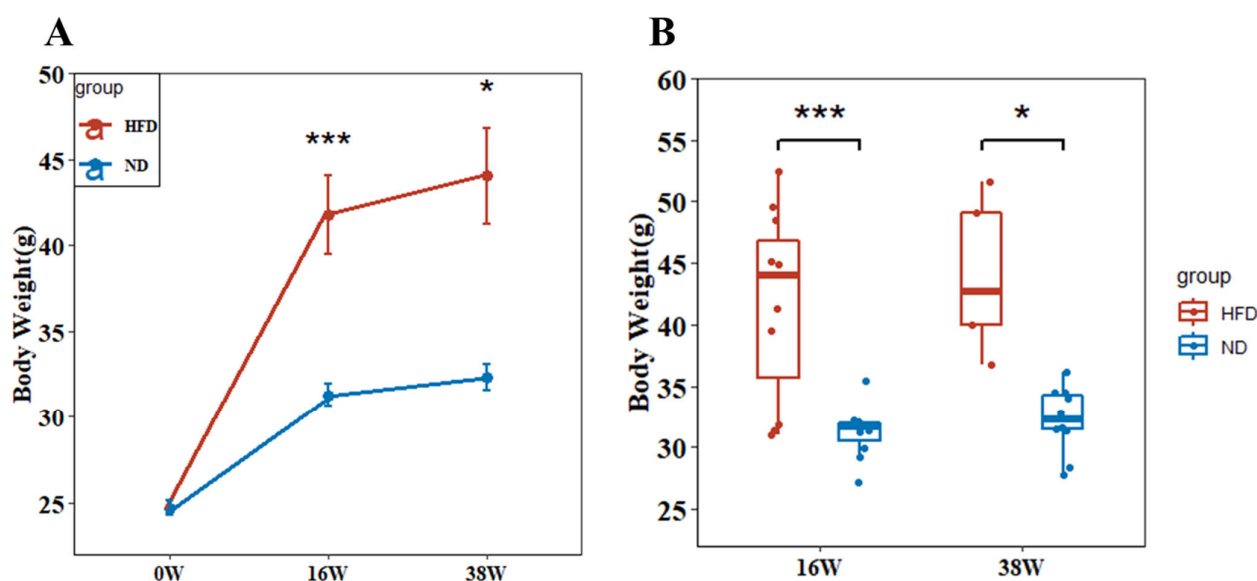 A
B
group
a HFD
a ND
***
*
50
45
40
35
30
25
Body Weight(g)
0W
16W
38W
***
*
60
55
50
45
40
35
30
25
Body Weight(g)
16W
38W
group
HFD
ND